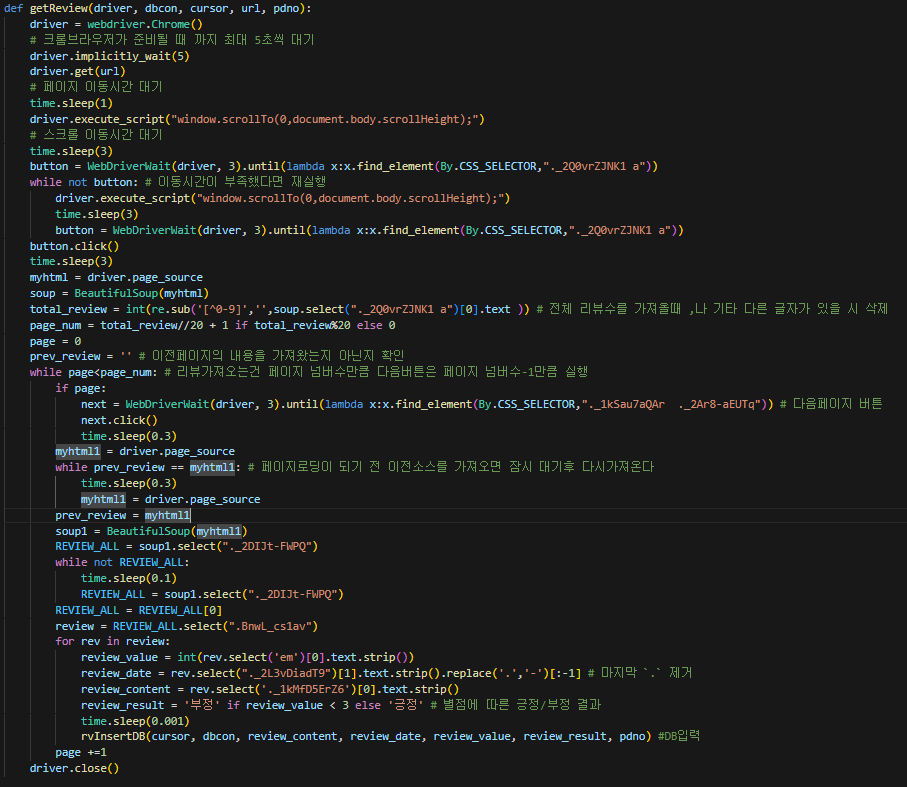 def getReview(driver, dbcon, cursor, url, pdno):
    driver = webdriver.Chrome()
    # 크롬브라우저가 준비될 때 까지 최대 5초씩 대기
    driver.implicitly_wait(5)
    driver.get(url)
    # 페이지 이동시간 대기
    time.sleep(1)
    driver.execute_script("window.scrollTo(0,document.body.scrollHeight);")
    # 스크롤 이동시간 대기
    time.sleep(3)
    button = WebDriverWait(driver, 3).until(lambda x:x.find_element(By.CSS_SELECTOR,"._2Q0vrZJNK1 a"))
    while not button: # 이동시간이 부족했다면 재실행
        driver.execute_script("window.scrollTo(0,document.body.scrollHeight);")
        time.sleep(3)
        button = WebDriverWait(driver, 3).until(lambda x:x.find_element(By.CSS_SELECTOR,"._2Q0vrZJNK1 a"))
    button.click()
    time.sleep(3)
    myhtml = driver.page_source
    soup = BeautifulSoup(myhtml)
    total_review = int(re.sub('[^0-9]','',soup.select("._2Q0vrZJNK1 a")[0].text )) # 전체 리뷰수를 가져올때 ,나 기타 다른 글자가 있을 시 삭제
    page_num = total_review//20 + 1 if total_review%20 else 0
    page = 0
    prev_review = '' # 이전페이지의 내용을 가져왔는지 아닌지 확인
    while page<page_num: # 리뷰가져오는건 페이지 넘버수만큼 다음버튼은 페이지 넘버수-1만큼 실행
        if page:
            next = WebDriverWait(driver, 3).until(lambda x:x.find_element(By.CSS_SELECTOR,"._1kSau7aQAr  ._2Ar8-aEUTq")) # 다음페이지 버튼
            next.click()
            time.sleep(0.3)
        myhtml1 = driver.page_source
        while prev_review == myhtml1: # 페이지로딩이 되기 전 이전소스를 가져오면 잠시 대기후 다시가져온다
            time.sleep(0.3)
            myhtml1 = driver.page_source
        prev_review = myhtml1
        soup1 = BeautifulSoup(myhtml1)
        REVIEW_ALL = soup1.select("._2DIJt-FWPQ")
        while not REVIEW_ALL:
            time.sleep(0.1)
            REVIEW_ALL = soup1.select("._2DIJt-FWPQ")
        REVIEW_ALL = REVIEW_ALL[0]
        review = REVIEW_ALL.select(".BnwL_cs1av")
        for rev in review:
            review_value = int(rev.select('em')[0].text.strip())
            review_date = rev.select("._2L3vDiadT9")[1].text.strip().replace('.','-')[:-1] # 마지막 `.` 제거
            review_content = rev.select('._1kMfD5ErZ6')[0].text.strip()
            review_result = '부정' if review_value < 3 else '긍정' # 별점에 따른 긍정/부정 결과
            time.sleep(0.001)
            rvInsertDB(cursor, dbcon, review_content, review_date, review_value, review_result, pdno) #DB입력
        page +=1
    driver.close()